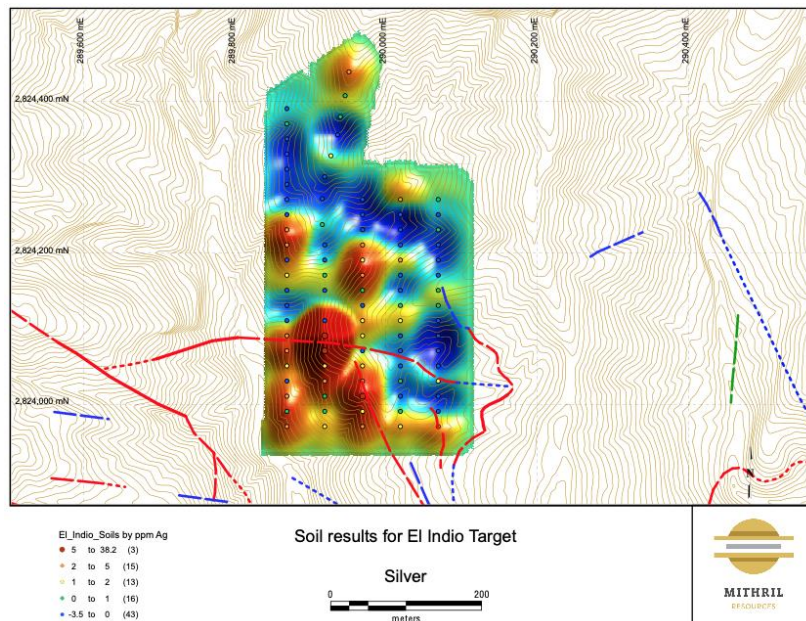 289,600 mE
289,800 mE
290,000 mE
290,200 mE
290,400 mE
2,824,400 mN
2,824,200 mN
2,824,000 mN
N
El_Indio_Soils by ppm Ag
5 to 38.2 (3)
2 to 5 (15)
1 to 2 (13)
0 to 1 (16)
-3.5 to 0 (43)
Soil results for El Indio Target
Silver
0 200
meters
MITHRIL
RESOURCES